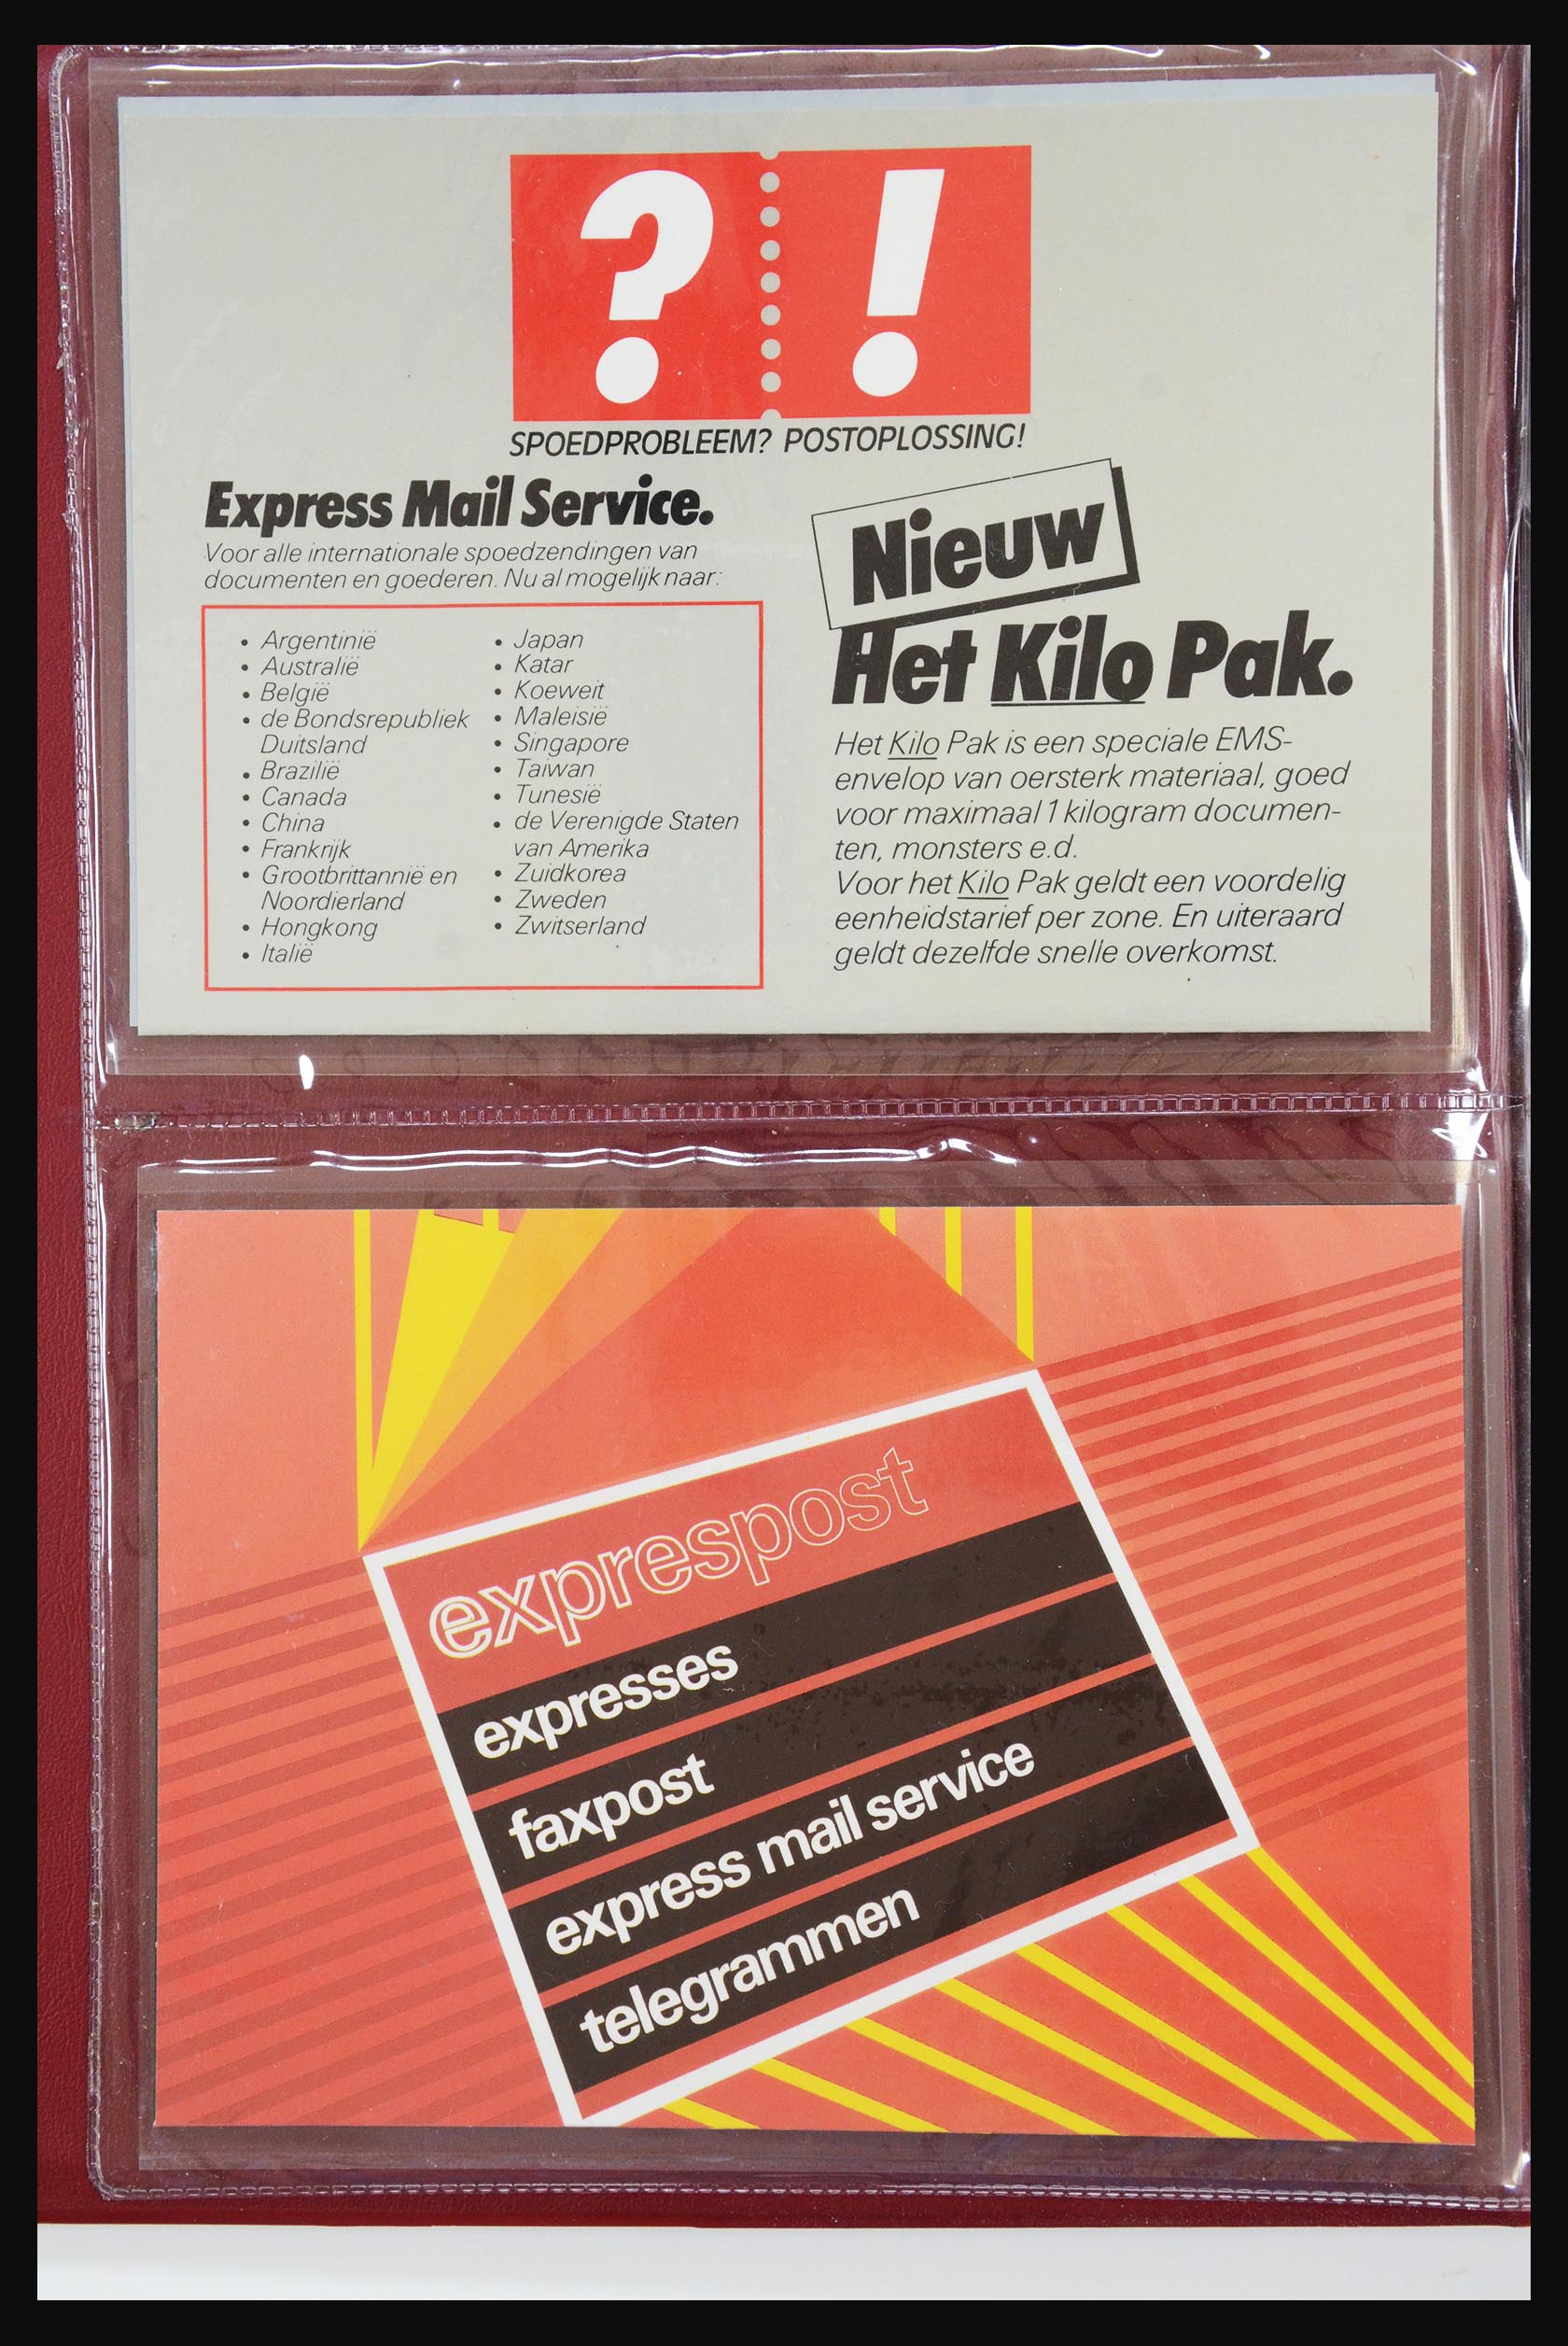 ? !
SPOEDPROBLEEM? POSTOPLOSSING!
Express Mail Service.
Voor alle internationale spoedzendingen van
documenten en goederen. Nu al mogelijk naar:
• Argentinië
• Australië
• België
• de Bondsrepubliek
Duitsland
• Brazilië
• Canada
• China
• Frankrijk
• Grootbrittannië en
Noordierland
• Hongkong
• Italië
• Japan
• Katar
• Koeweit
• Maleisië
• Singapore
• Taiwan
• Tunesië
• de Verenigde Staten
van Amerika
• Zuidkorea
• Zweden
• Zwitserland
Nieuw
Het Kilo Pak.
Het Kilo Pak is een speciale EMS-
envelop van oersterk materiaal, goed
voor maximaal 1 kilogram documen-
ten, monsters e.d.
Voor het Kilo Pak geldt een voordelig
eenheidstarief per zone. En uiteraard
geldt dezelfde snelle overkomst.
exprespost
expresses
faxpost
express mail service
telegrammen